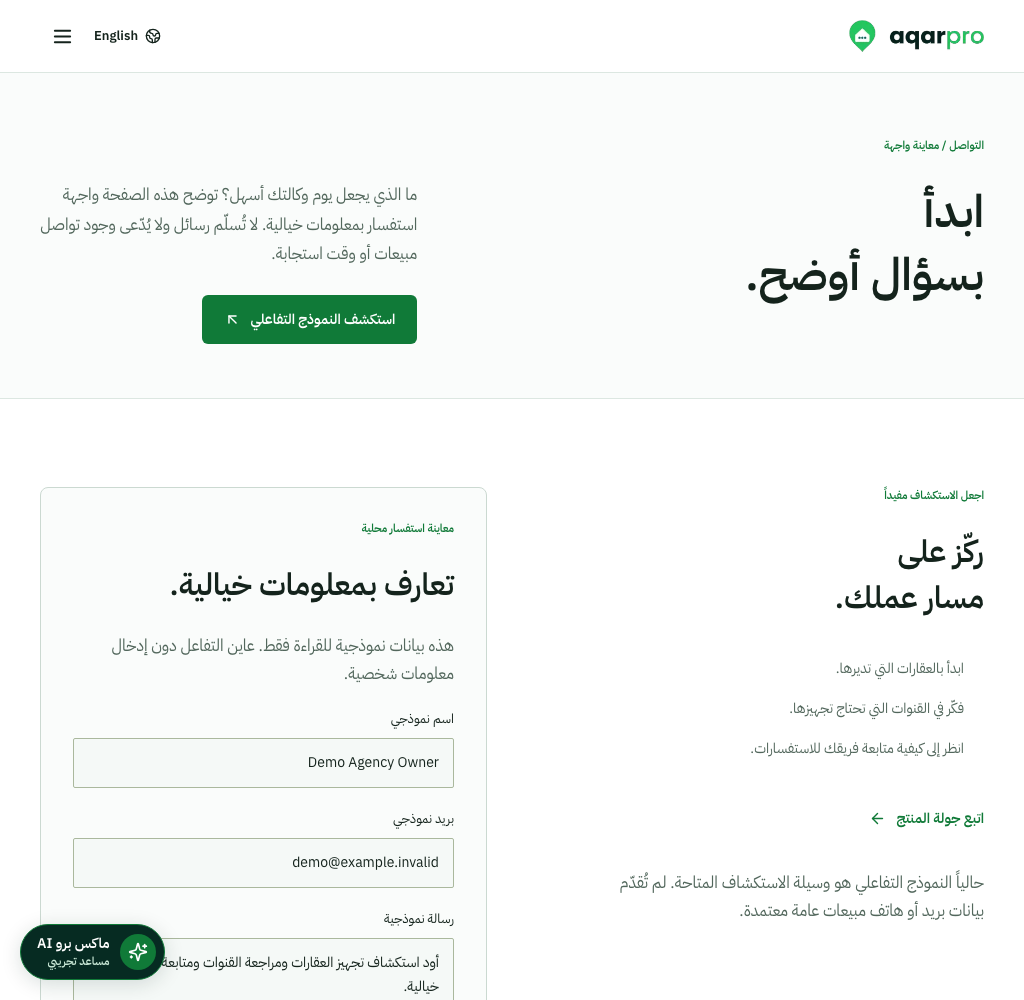 aqarpro
English
التواصل / معاينة واجهة
ابدأ
بسؤال أوضح.
ما الذي يجعل يوم وكالتك أسهل؟ توضح هذه الصفحة واجهة
استفسار بمعلومات خيالية. لا تُسلّم رسائل ولا يُدّعى وجود تواصل
مبيعات أو وقت استجابة.
استكشف النموذج التفاعلي
اجعل الاستكشاف مفيداً
ركّز على
مسار عملك.
ابدأ بالعقارات التي تديرها.
فكّر في القنوات التي تحتاج تجهيزها.
انظر إلى كيفية متابعة فريقك للاستفسارات.
اتبع جولة المنتج
حالياً النموذج التفاعلي هو وسيلة الاستكشاف المتاحة. لم تُقدّم
بيانات بريد أو هاتف مبيعات عامة معتمدة.
معاينة استفسار محلية
تعارف بمعلومات خيالية.
هذه بيانات نموذجية للقراءة فقط. عاين التفاعل دون إدخال
معلومات شخصية.
اسم نموذجي
Demo Agency Owner
بريد نموذجي
demo@example.invalid
رسالة نموذجية
أود استكشاف تجهيز العقارات ومراجعة القنوات ومتابعة
خيالية.
ماكس برو AI
مساعد تجريبي